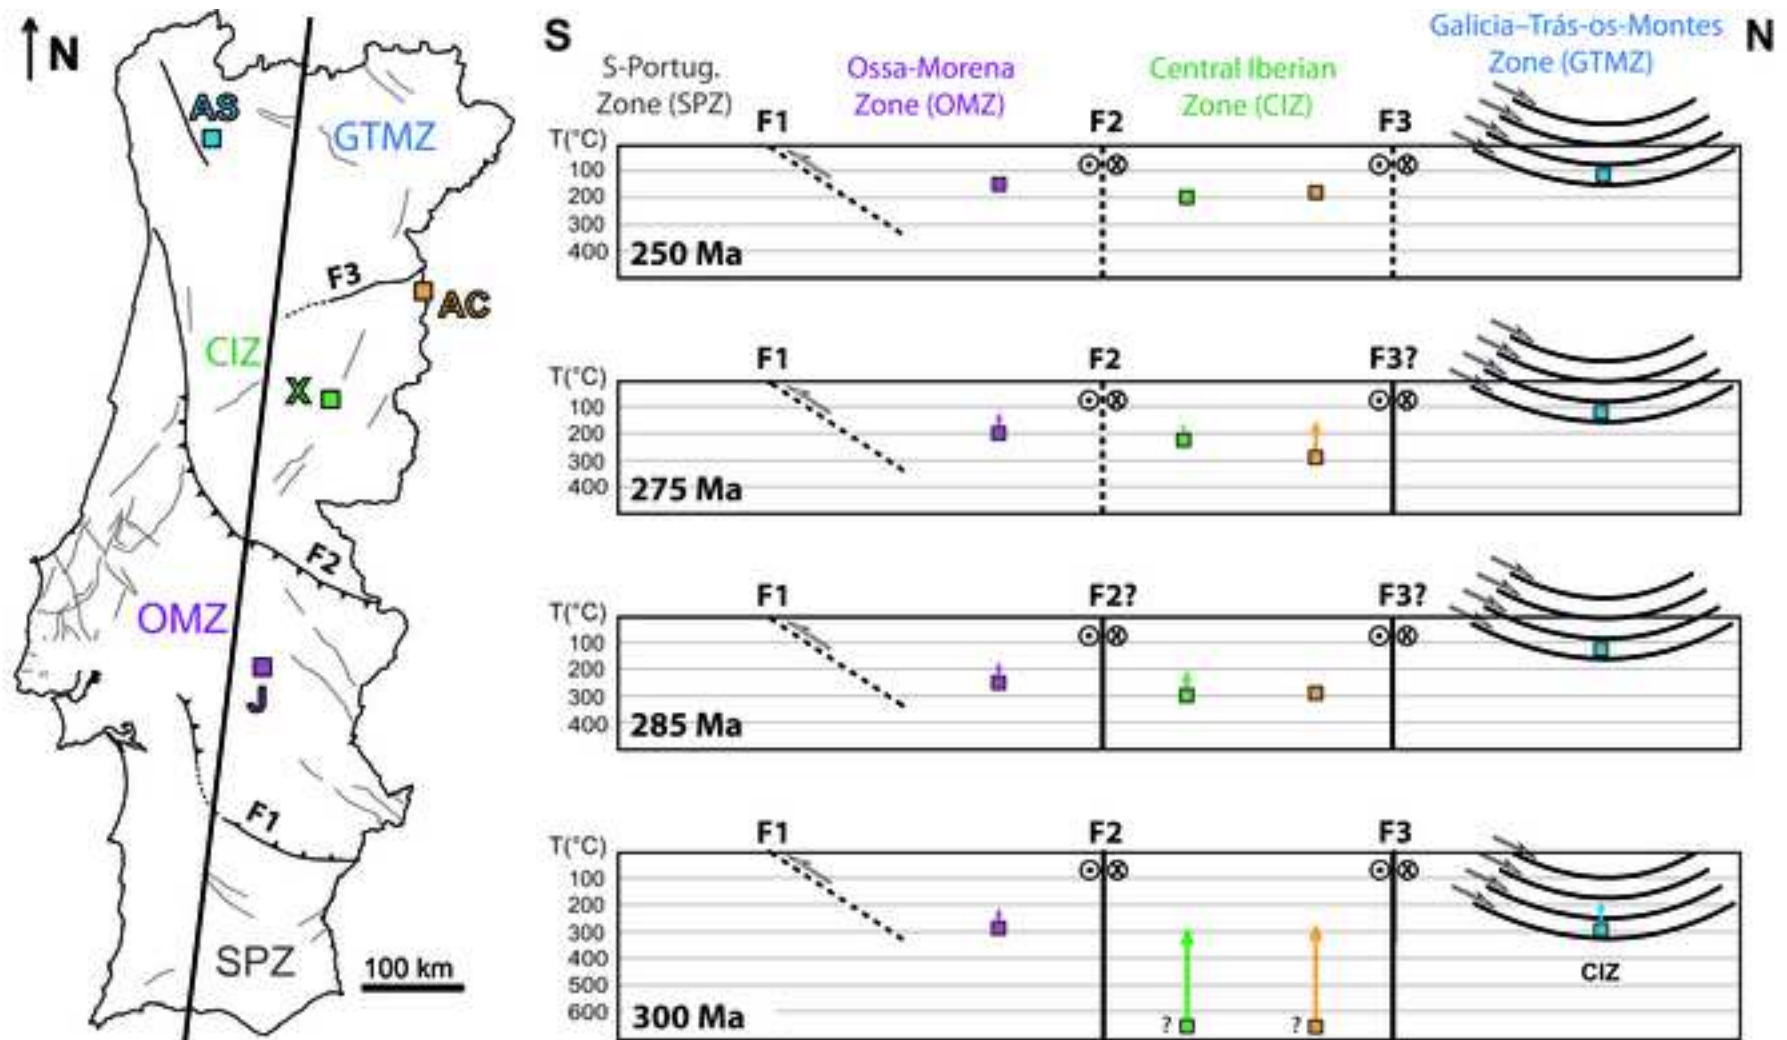 N
AS
GTMZ
F3
AC
CIZ
X
F2
OMZ
J
F1
SPZ
100 km
S
N
S-Portug.
Zone (SPZ)
Ossa-Morena
Zone (OMZ)
Central Iberian
Zone (CIZ)
Galicia–Trás-os-Montes
Zone (GTMZ)
F1
F2
F3
T(°C)
100
200
300
400
250 Ma
F1
F2
F3?
T(°C)
100
200
300
400
275 Ma
F1
F2?
F3?
T(°C)
100
200
300
400
285 Ma
F1
F2
F3
T(°C)
100
200
300
400
500
600
CIZ
? ?
300 Ma